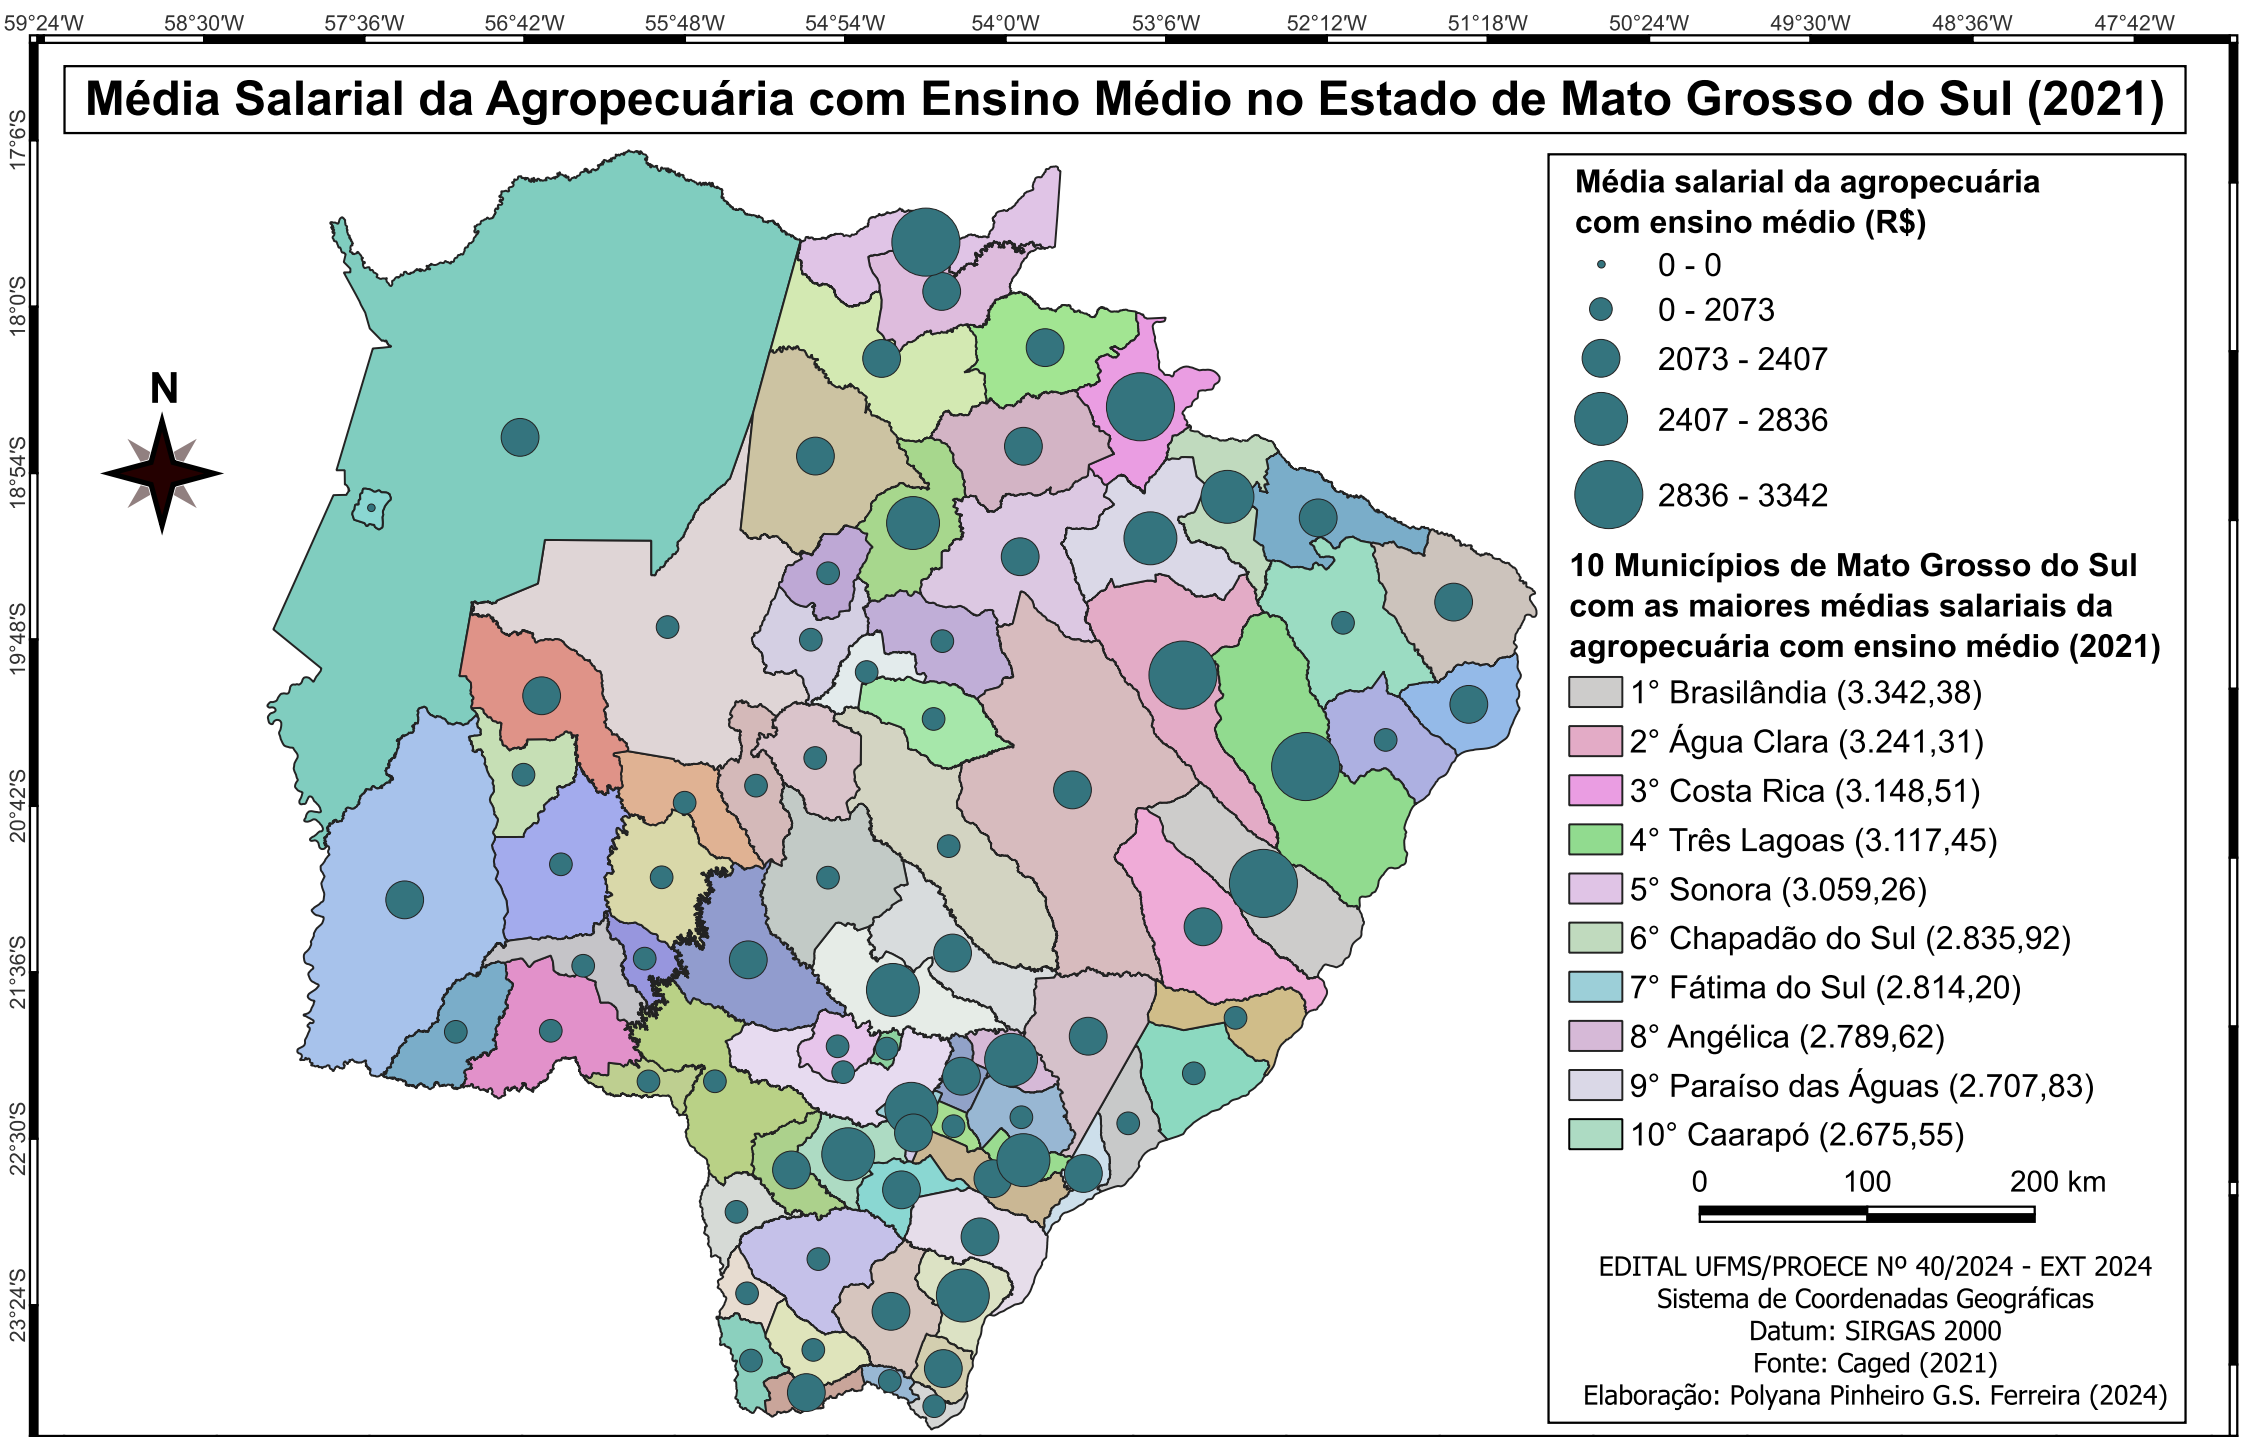 59°24'W 58°30'W 57°36'W 56°42'W 55°48'W 54°54'W 54°0'W 53°6'W 52°12'W 51°18'W 50°24'W 49°30'W 48°36'W 47°42'W
Média Salarial da Agropecuária com Ensino Médio no Estado de Mato Grosso do Sul (2021)
17°6'S
18°0'S
18°54'S
19°48'S
20°42'S
21°36'S
22°30'S
23°24'S
N
Média salarial da agropecuária
com ensino médio (R$)
0 - 0
0 - 2073
2073 - 2407
2407 - 2836
2836 - 3342
10 Municípios de Mato Grosso do Sul
com as maiores médias salariais da
agropecuária com ensino médio (2021)
1° Brasilândia (3.342,38)
2° Água Clara (3.241,31)
3° Costa Rica (3.148,51)
4° Três Lagoas (3.117,45)
5° Sonora (3.059,26)
6° Chapadão do Sul (2.835,92)
7° Fátima do Sul (2.814,20)
8° Angélica (2.789,62)
9° Paraíso das Águas (2.707,83)
10° Caarapó (2.675,55)
0 100 200 km
EDITAL UFMS/PROECE Nº 40/2024 - EXT 2024
Sistema de Coordenadas Geográficas
Datum: SIRGAS 2000
Fonte: Caged (2021)
Elaboração: Polyana Pinheiro G.S. Ferreira (2024)